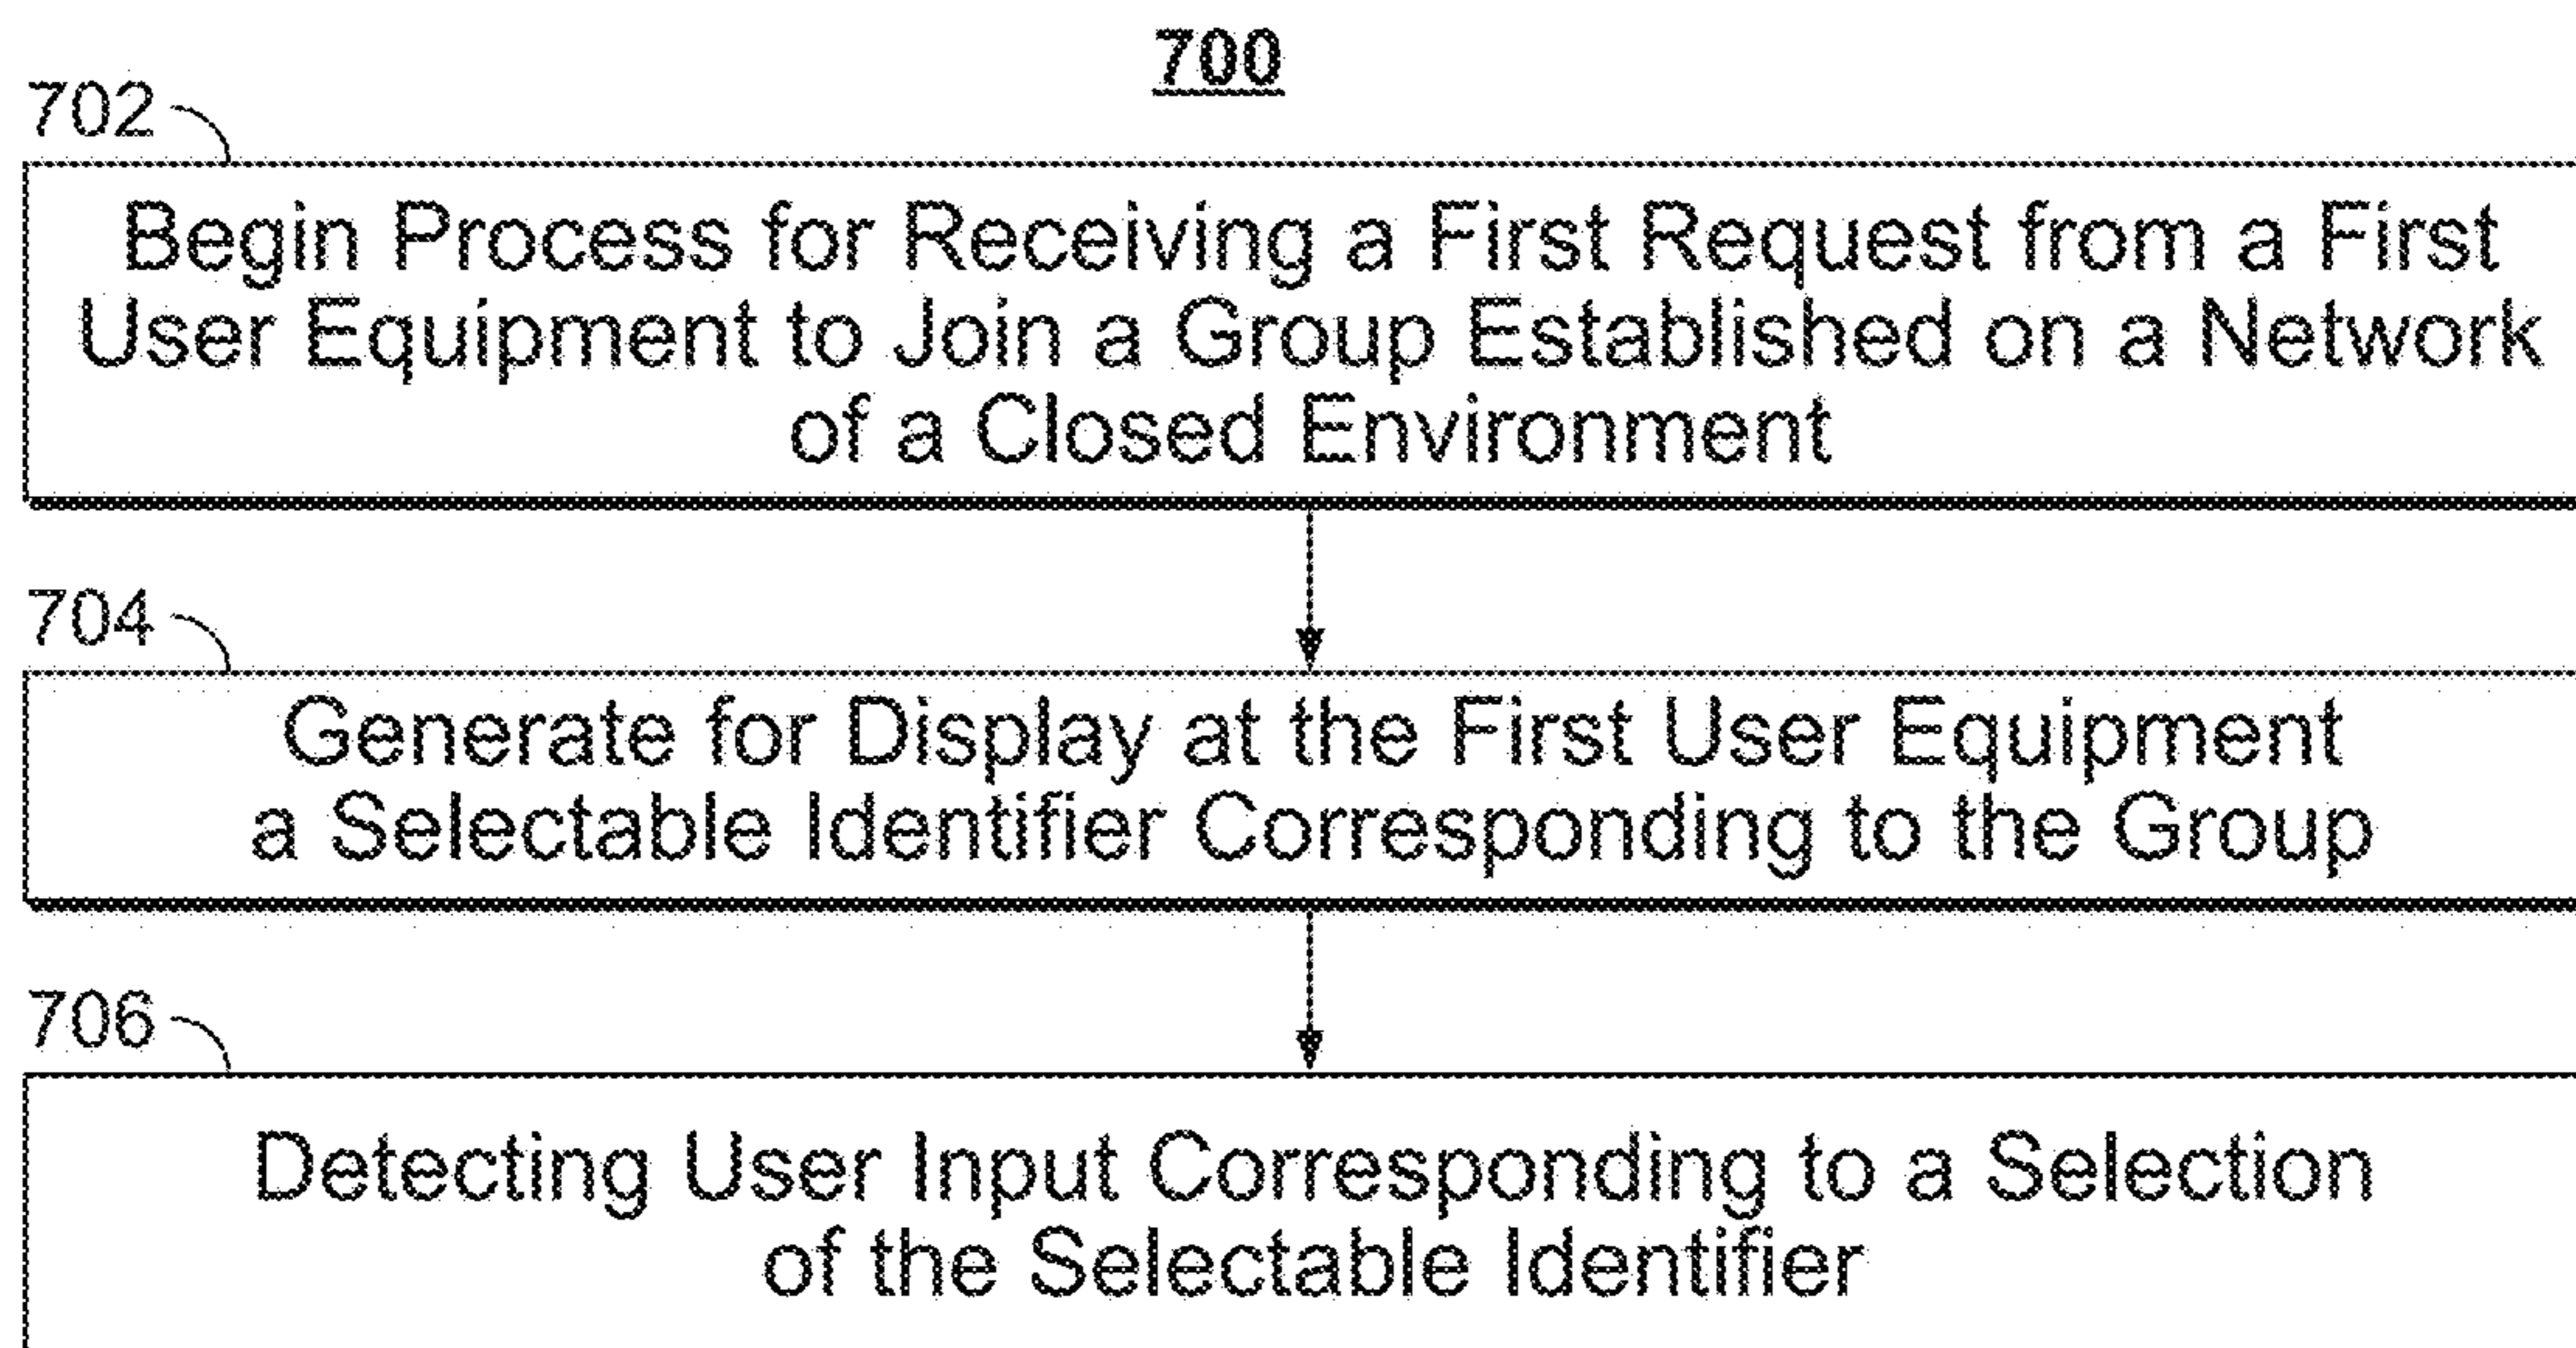 700
702
Begin Process for Receiving a First Request from a First
User Equipment to Join a Group Established on a Network
of a Closed Environment
704
Generate for Display at the First User Equipment
a Selectable Identifier Corresponding to the Group
706
Detecting User Input Corresponding to a Selection
of the Selectable Identifier